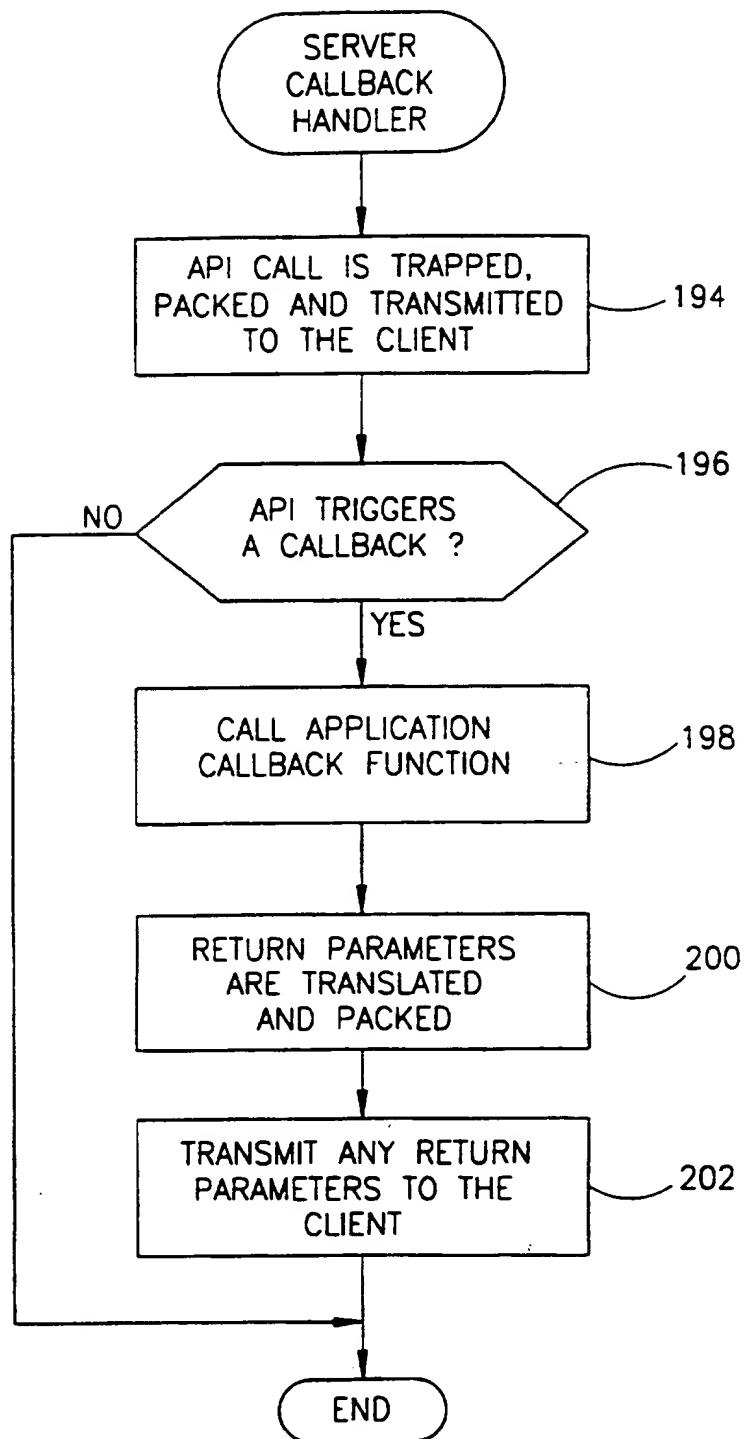 SERVER
CALLBACK
HANDLER
API CALL IS TRAPPED,
PACKED AND TRANSMITTED
TO THE CLIENT
194
196
NO
API TRIGGERS
A CALLBACK ?
YES
CALL APPLICATION
CALLBACK FUNCTION
198
RETURN PARAMETERS
ARE TRANSLATED
AND PACKED
200
TRANSMIT ANY RETURN
PARAMETERS TO THE
CLIENT
202
END